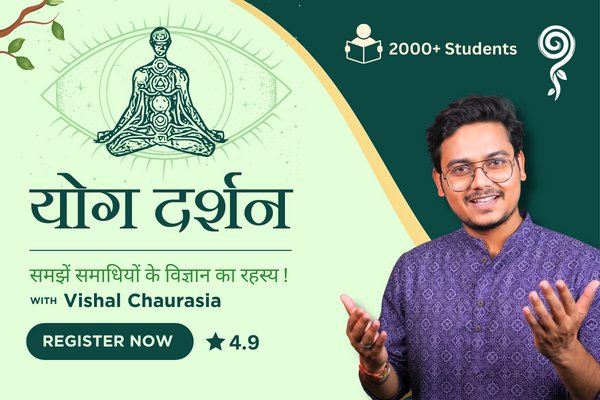 2000+ Students
योग दर्शन
समझें समाधियों के विज्ञान का रहस्य !
WITH Vishal Chaurasia
REGISTER NOW
4.9